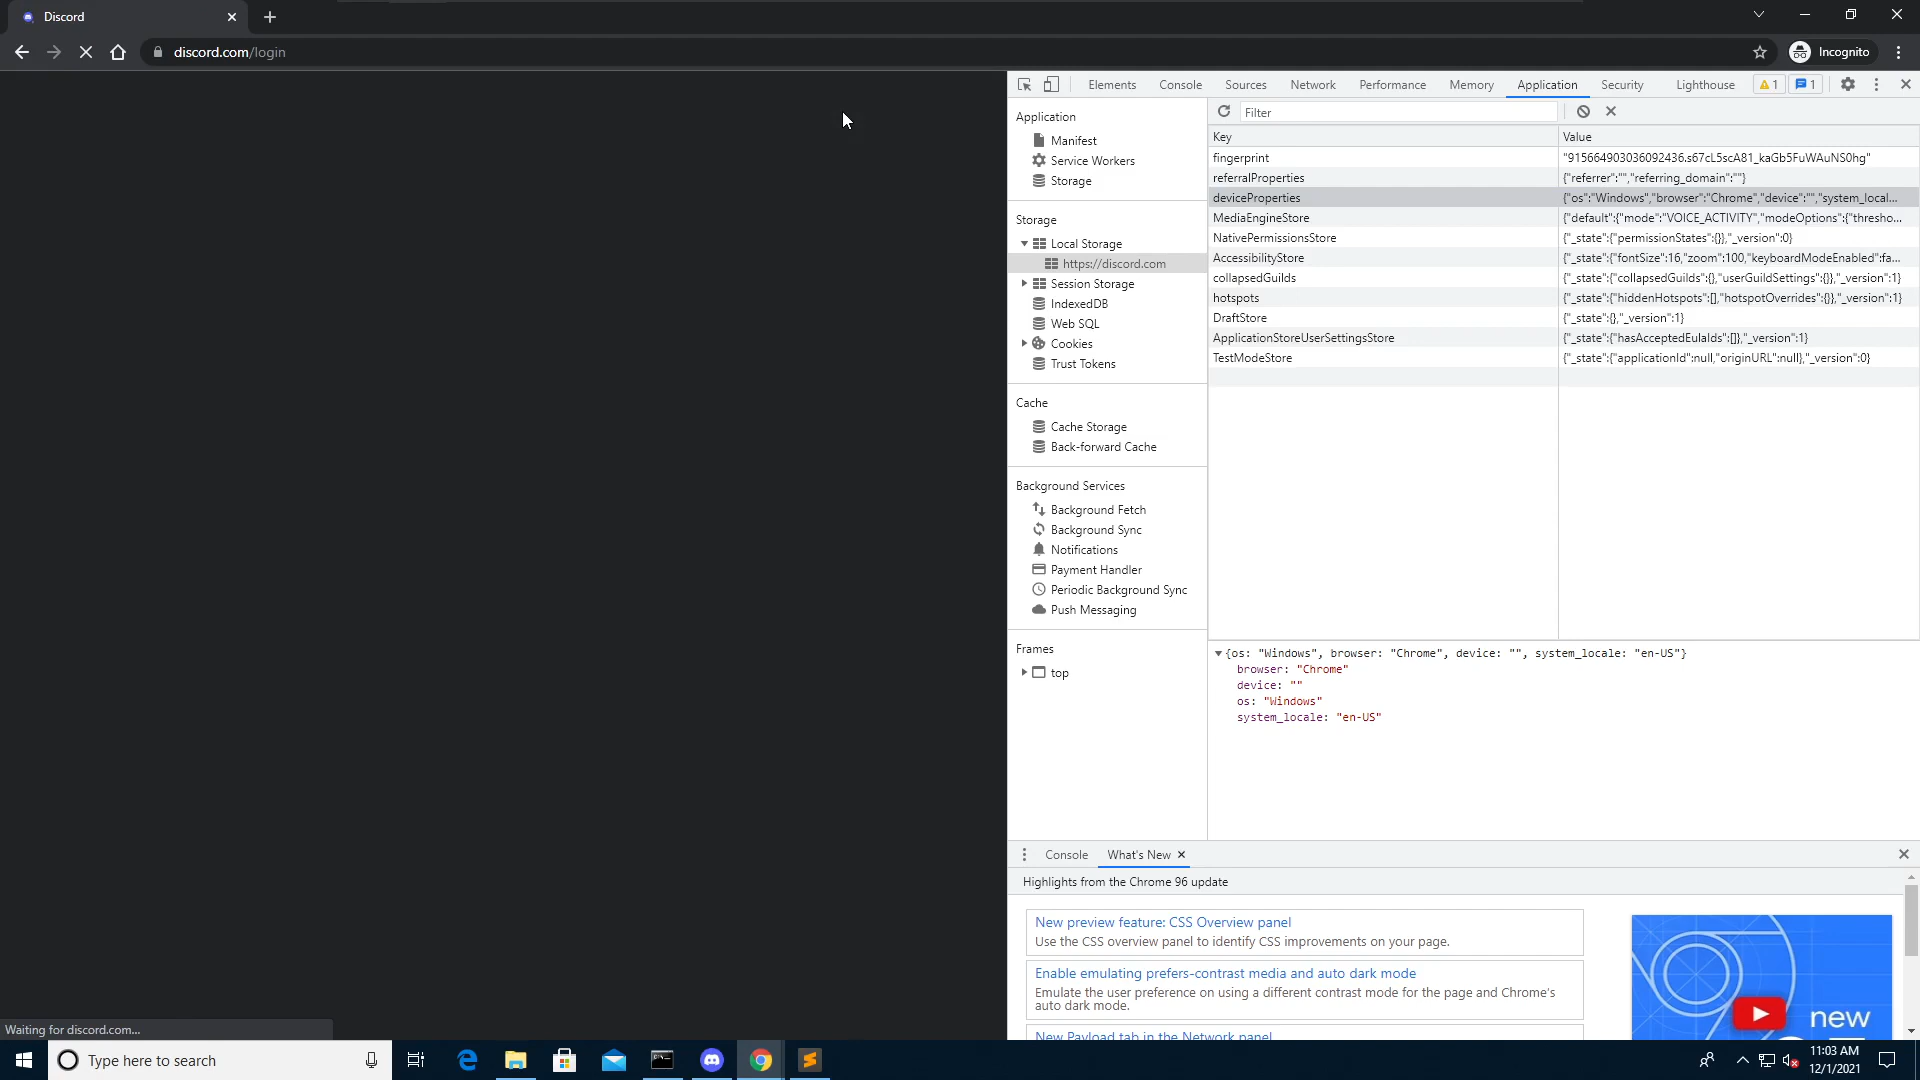 Discord
discord.com/login
Incognito
Elements
Console
Sources
Network
Performance
Memory
Application
Security
Lighthouse
1
1
Application
Manifest
Service Workers
Storage
Storage
Local Storage
https://discord.com
Session Storage
IndexedDB
Web SQL
Cookies
Trust Tokens
Cache
Cache Storage
Back-forward Cache
Background Services
Background Fetch
Background Sync
Notifications
Payment Handler
Periodic Background Sync
Push Messaging
Frames
top
Filter
Key Value
fingerprint "915664903036092436.s67cL5scA81_kaGb5FuWAuNS0hg"
referralProperties {"referrer":"","referring_domain":""}
deviceProperties {"os":"Windows","browser":"Chrome","device":"","system_local...
MediaEngineStore {"default":{"mode":"VOICE_ACTIVITY","modeOptions":{"thresho...
NativePermissionsStore {"_state":{"permissionStates":{}},"_version":0}
AccessibilityStore {"_state":{"fontSize":16,"zoom":100,"keyboardModeEnabled":fa...
collapsedGuilds {"_state":{"collapsedGuilds":{},"userGuildSettings":{}},"_version":1}
hotspots {"_state":{"hiddenHotspots":[],"hotspotOverrides":{}},"_version":1}
DraftStore {"_state":{},"_version":1}
ApplicationStoreUserSettingsStore {"_state":{"hasAcceptedEulaIds":[]},"_version":1}
TestModeStore {"_state":{"applicationId":null,"originURL":null},"_version":0}
{os: "Windows", browser: "Chrome", device: "", system_locale: "en-US"}
browser: "Chrome"
device: ""
os: "Windows"
system_locale: "en-US"
Console
What's New
Highlights from the Chrome 96 update
New preview feature: CSS Overview panel
Use the CSS overview panel to identify CSS improvements on your page.
Enable emulating prefers-contrast media and auto dark mode
Emulate the user preference on using a different contrast mode for the page and Chrome's
auto dark mode.
New Payload tab in the Network panel
new
Waiting for discord.com...
Type here to search
11:03 AM
12/1/2021